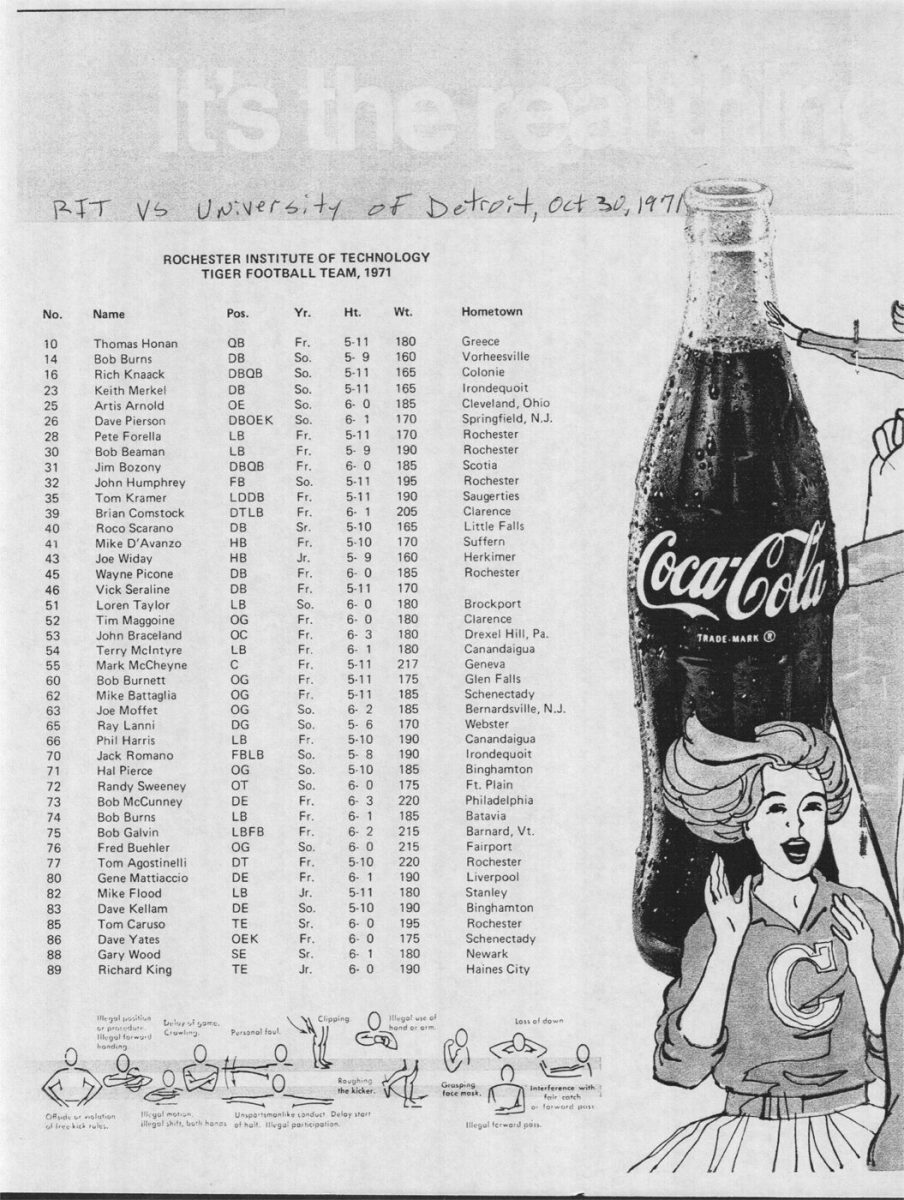 It's the real thing
RIT vs University of Detroit, Oct 30, 1971
ROCHESTER INSTITUTE OF TECHNOLOGY
TIGER FOOTBALL TEAM, 1971
No. Name Pos. Yr. Ht. Wt. Hometown
10 Thomas Honan QB Fr. 5-11 180 Greece
14 Bob Burns DB So. 5- 9 160 Vorheesville
16 Rich Knaack DBQB So. 5-11 165 Colonie
23 Keith Merkel DB So. 5-11 165 Irondequoit
25 Artis Arnold OE So. 6- 0 185 Cleveland, Ohio
26 Dave Pierson DBOEK So. 6- 1 170 Springfield, N.J.
28 Pete Forella LB Fr. 5-11 170 Rochester
30 Bob Beaman LB Fr. 5- 9 190 Rochester
31 Jim Bozony DBQB Fr. 6- 0 185 Scotia
32 John Humphrey FB So. 5-11 195 Rochester
35 Tom Kramer LDDB Fr. 5-11 190 Saugerties
39 Brian Comstock DTLB Fr. 6- 1 205 Clarence
40 Roco Scarano DB Sr. 5-10 165 Little Falls
41 Mike D'Avanzo HB Fr. 5-10 170 Suffern
43 Joe Widay HB Jr. 5- 9 160 Herkimer
45 Wayne Picone DB Fr. 6- 0 185 Rochester
46 Vick Seraline DB Fr. 5-11 170
51 Loren Taylor LB So. 6- 0 180 Brockport
52 Tim Maggoine OG Fr. 6- 0 180 Clarence
53 John Braceland OC Fr. 6- 3 180 Drexel Hill, Pa.
54 Terry McIntyre LB Fr. 6- 1 180 Canandaigua
55 Mark McCheyne C Fr. 5-11 217 Geneva
60 Bob Burnett OG Fr. 5-11 175 Glen Falls
62 Mike Battaglia OG Fr. 5-11 185 Schenectady
63 Joe Moffet OG So. 6- 2 185 Bernardsville, N.J.
65 Ray Lanni DG So. 5- 6 170 Webster
66 Phil Harris LB Fr. 5-10 190 Canandaigua
70 Jack Romano FBLB So. 5- 8 190 Irondequoit
71 Hal Pierce OG So. 5-10 185 Binghamton
72 Randy Sweeney OT So. 6- 0 175 Ft. Plain
73 Bob McCunney DE Fr. 6- 3 220 Philadelphia
74 Bob Burns LB Fr. 6- 1 185 Batavia
75 Bob Galvin LBFB Fr. 6- 2 215 Barnard, Vt.
76 Fred Buehler OG So. 6- 0 215 Fairport
77 Tom Agostinelli DT Fr. 5-10 220 Rochester
80 Gene Mattiaccio DE Fr. 6- 1 190 Liverpool
82 Mike Flood LB Jr. 5-11 180 Stanley
83 Dave Kellam DE So. 5-10 190 Binghamton
85 Tom Caruso TE Sr. 6- 0 195 Rochester
86 Dave Yates OEK Fr. 6- 0 175 Schenectady
88 Gary Wood SE Sr. 6- 1 180 Newark
89 Richard King TE Jr. 6- 0 190 Haines City
Coca-Cola
TRADE-MARK ®
C
Illegal position
or procedure.
Illegal forward
handing.
Delay of game.
Crawling.
Personal foul.
Clipping.
Illegal use of
hand or arm.
Loss of down
Roughing
the kicker.
Grasping
face mask.
Interference with
fair catch
or forward pass
Offside or violation
of free kick rules.
Illegal motion,
illegal shift, both hands
Unsportsmanlike conduct Delay start
of half. Illegal participation.
Illegal forward pass.